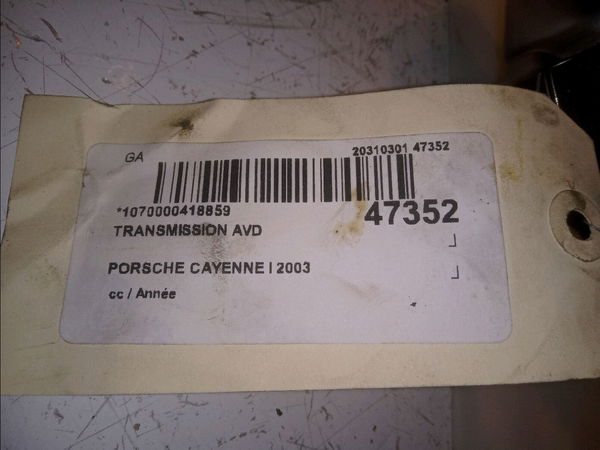 GA
20310301 47352
*1070000418859
47352
TRANSMISSION AVD
PORSCHE CAYENNE I 2003
cc / Année